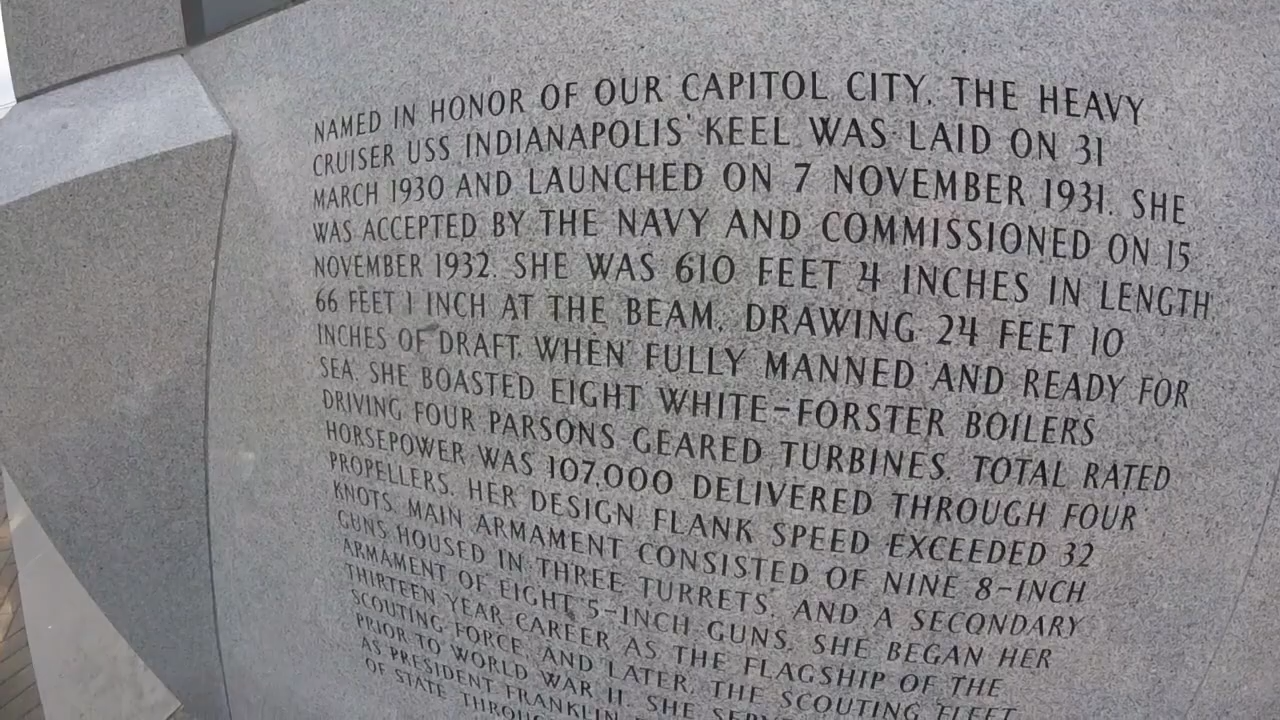 NAMED IN HONOR OF OUR CAPITOL CITY, THE HEAVY
CRUISER USS INDIANAPOLIS' KEEL WAS LAID ON 31
MARCH 1930 AND LAUNCHED ON 7 NOVEMBER 1931. SHE
WAS ACCEPTED BY THE NAVY AND COMMISSIONED ON 15
NOVEMBER 1932. SHE WAS 610 FEET 4 INCHES IN LENGTH,
66 FEET 1 INCH AT THE BEAM, DRAWING 24 FEET 10
INCHES OF DRAFT, WHEN FULLY MANNED AND READY FOR
SEA. SHE BOASTED EIGHT WHITE-FORSTER BOILERS
DRIVING FOUR PARSONS GEARED TURBINES. TOTAL RATED
HORSEPOWER WAS 107,000 DELIVERED THROUGH FOUR
PROPELLERS. HER DESIGN FLANK SPEED EXCEEDED 32
KNOTS. MAIN ARMAMENT CONSISTED OF NINE 8-INCH
GUNS HOUSED IN THREE TURRETS, AND A SECONDARY
ARMAMENT OF EIGHT 5-INCH GUNS. SHE BEGAN HER
THIRTEEN YEAR CAREER AS THE FLAGSHIP OF THE
SCOUTING FORCE, AND LATER, THE SCOUTING FLEET
PRIOR TO WORLD WAR II. SHE
AS PRESIDENT FRANKLIN
OF STATE